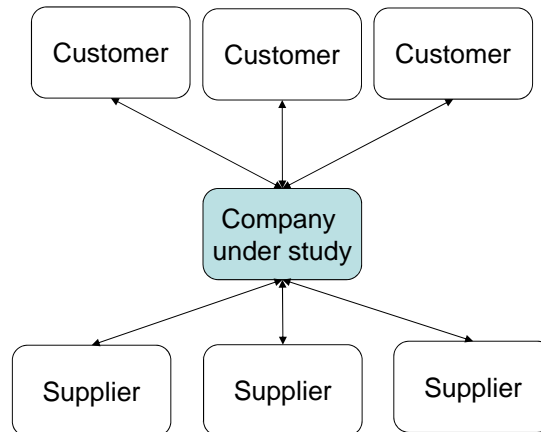 Customer
Customer
Customer
Company
under study
Supplier
Supplier
Supplier